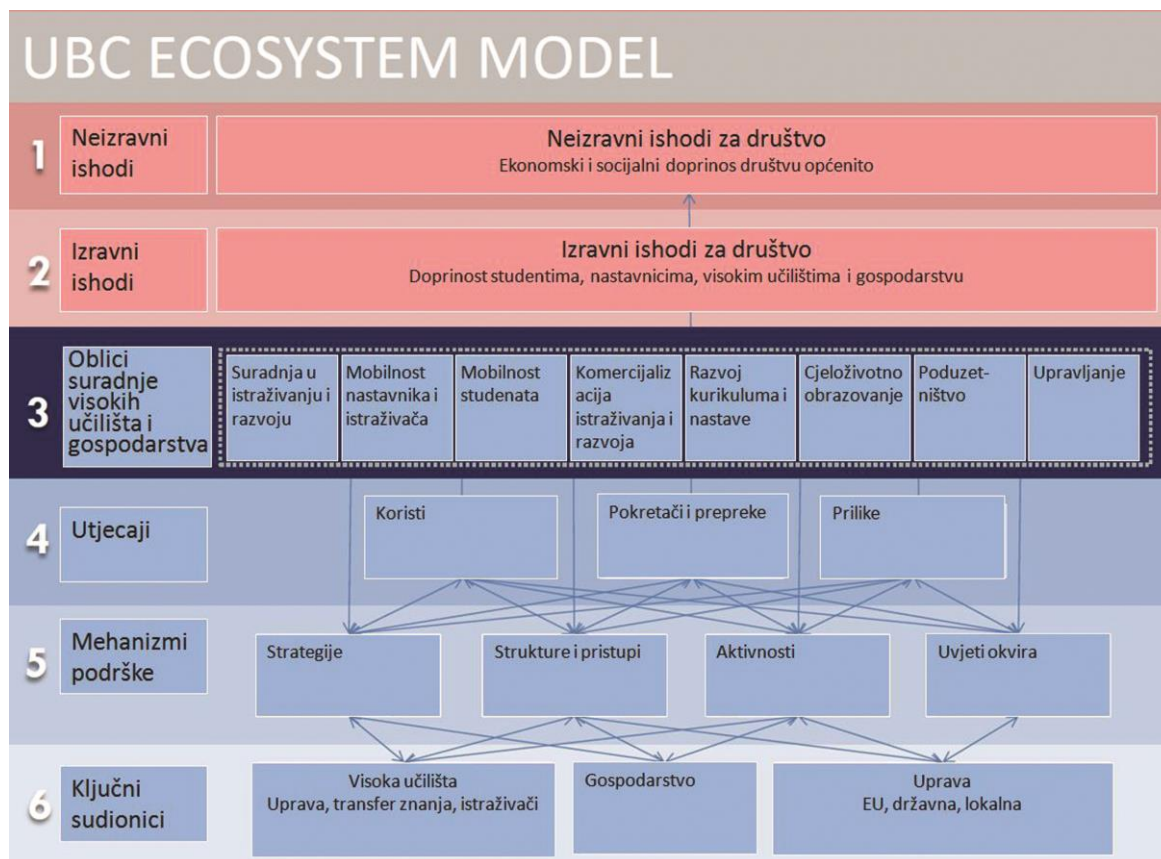 UBC ECOSYSTEM MODEL
1
Neizravni
ishodi
Neizravni ishodi za društvo
Ekonomski i socijalni doprinos društvu općenito
2
Izravni
ishodi
Izravni ishodi za društvo
Doprinost studentima, nastavnicima, visokim učilištima i gospodarstvu
3
Oblici
suradnje
visokih
učilišta i
gospodarstva
Suradnja u
istraživanju i
razvoju
Mobilnost
nastavnika i
istraživača
Mobilnost
studenata
Komercijaliz
acija
istraživanja i
razvoja
Razvoj
kurikuluma i
nastave
Cjeloživotno
obrazovanje
Poduzet-
ništvo
Upravljanje
4
Utjecaji
Koristi
Pokretači i prepreke
Prilike
5
Mehanizmi
podrške
Strategije
Strukture i pristupi
Aktivnosti
Uvjeti okvira
6
Ključni
sudionici
Visoka učilišta
Uprava, transfer znanja, istraživači
Gospodarstvo
Uprava
EU, državna, lokalna